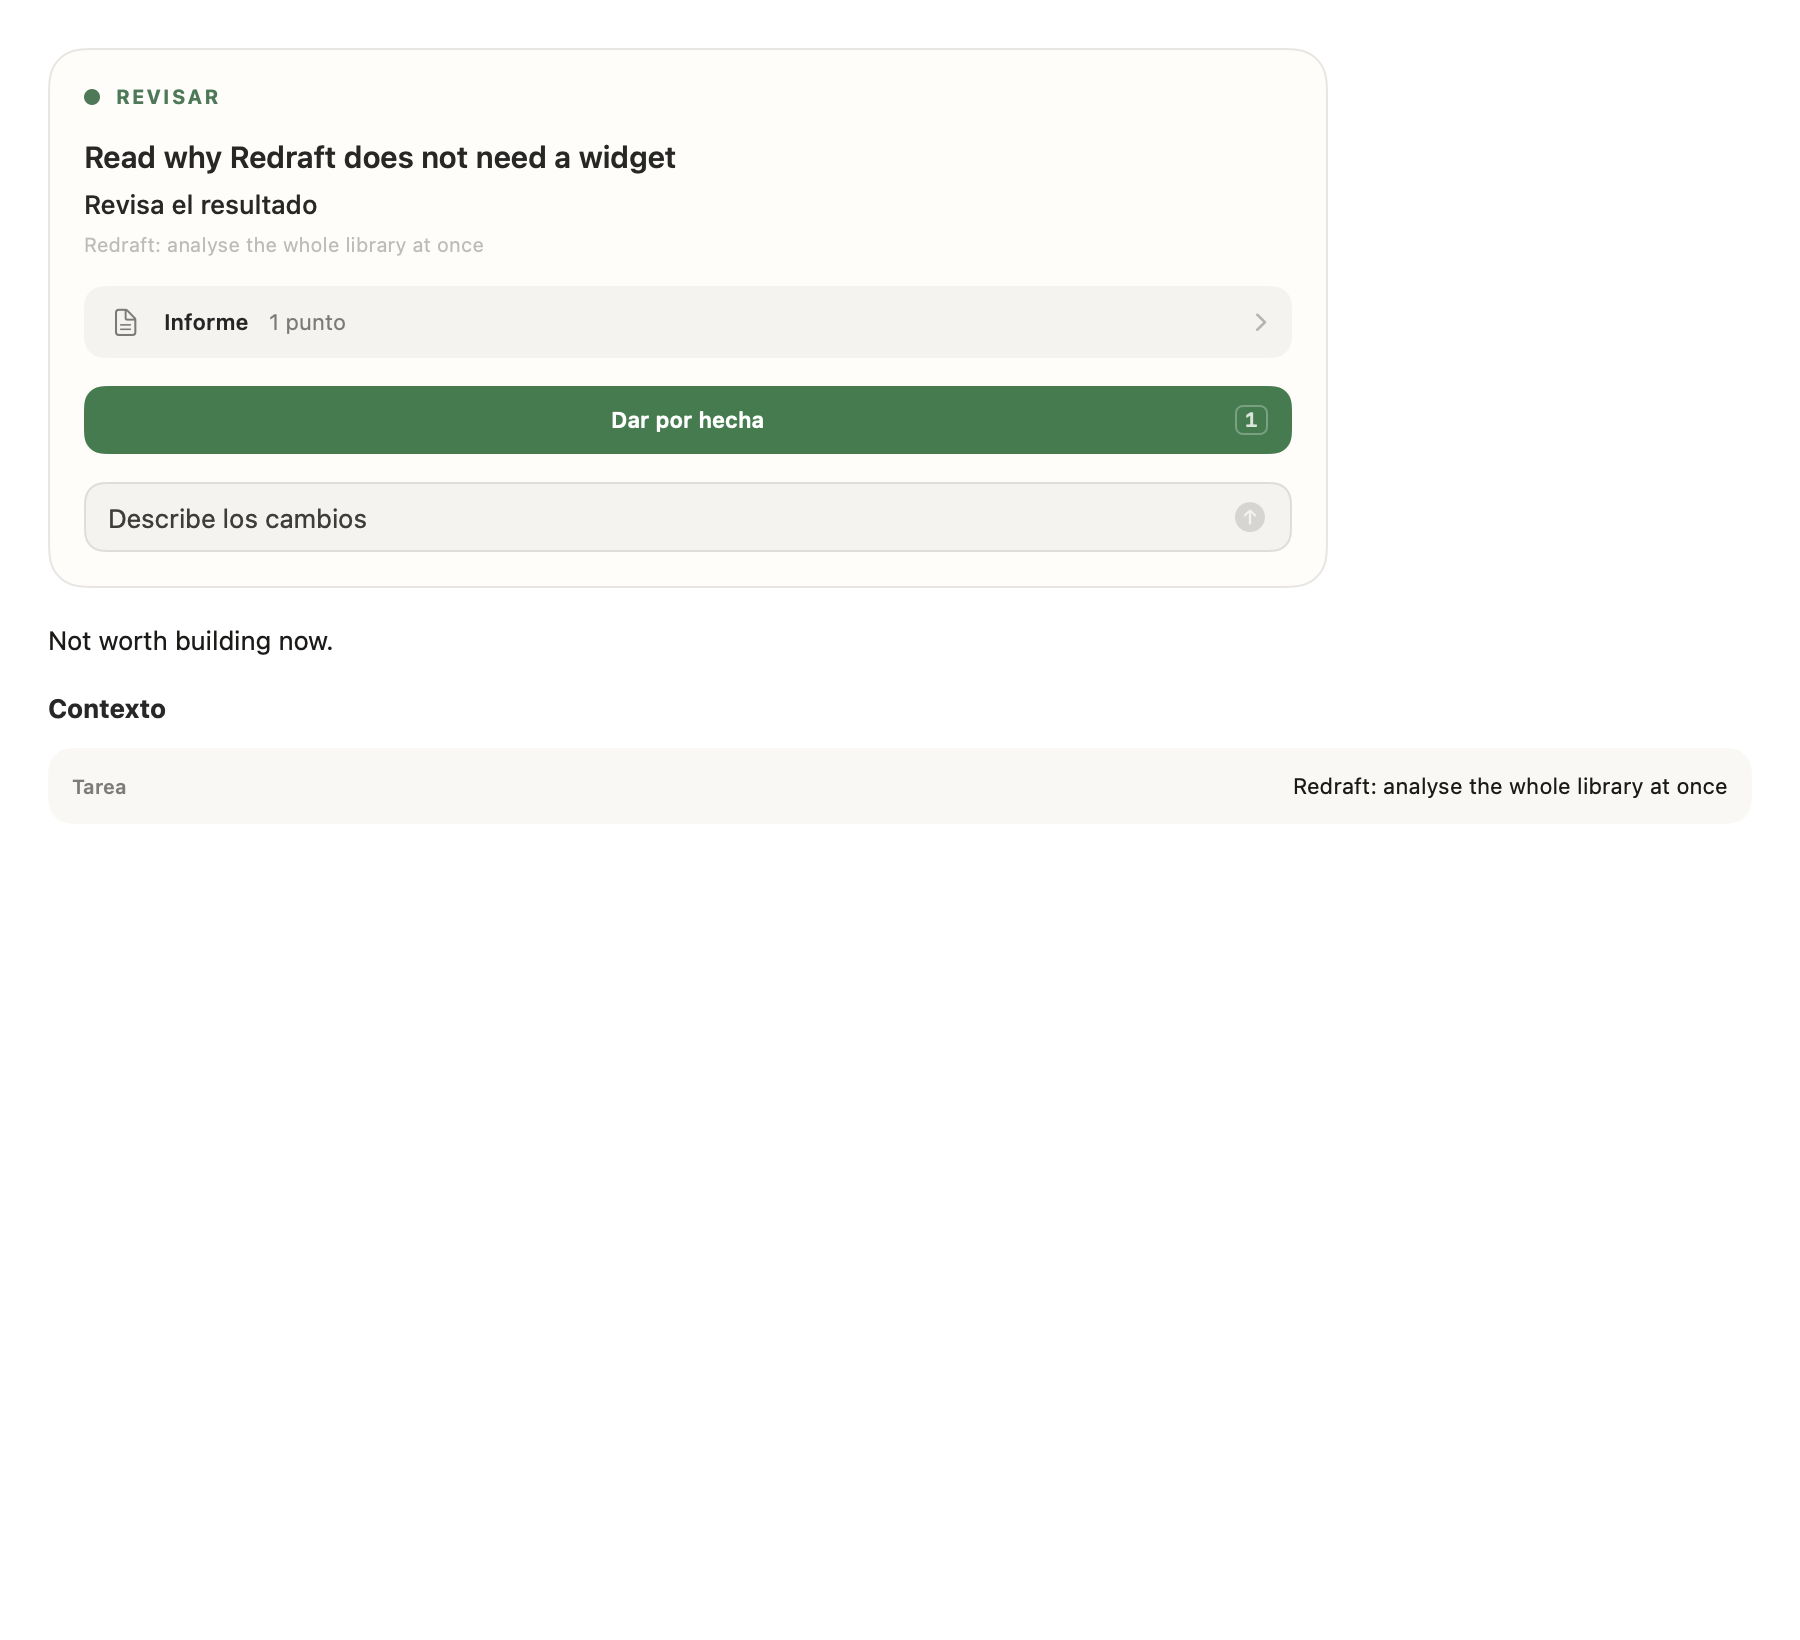 REVISAR
Read why Redraft does not need a widget
Revisa el resultado
Redraft: analyse the whole library at once
Informe 1 punto
Dar por hecha 1
Describe los cambios
Not worth building now.
Contexto
Tarea Redraft: analyse the whole library at once